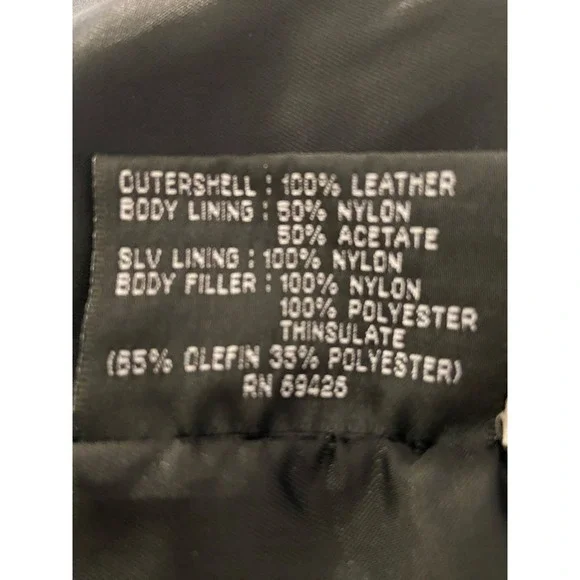 OUTERSHELL : 100% LEATHER
BODY LINING : 50% NYLON
50% ACETATE
SLV LINING : 100% NYLON
BODY FILLER : 100% NYLON
100% POLYESTER
THINSULATE
(65% OLEFIN 35% POLYESTER)
RN 69426